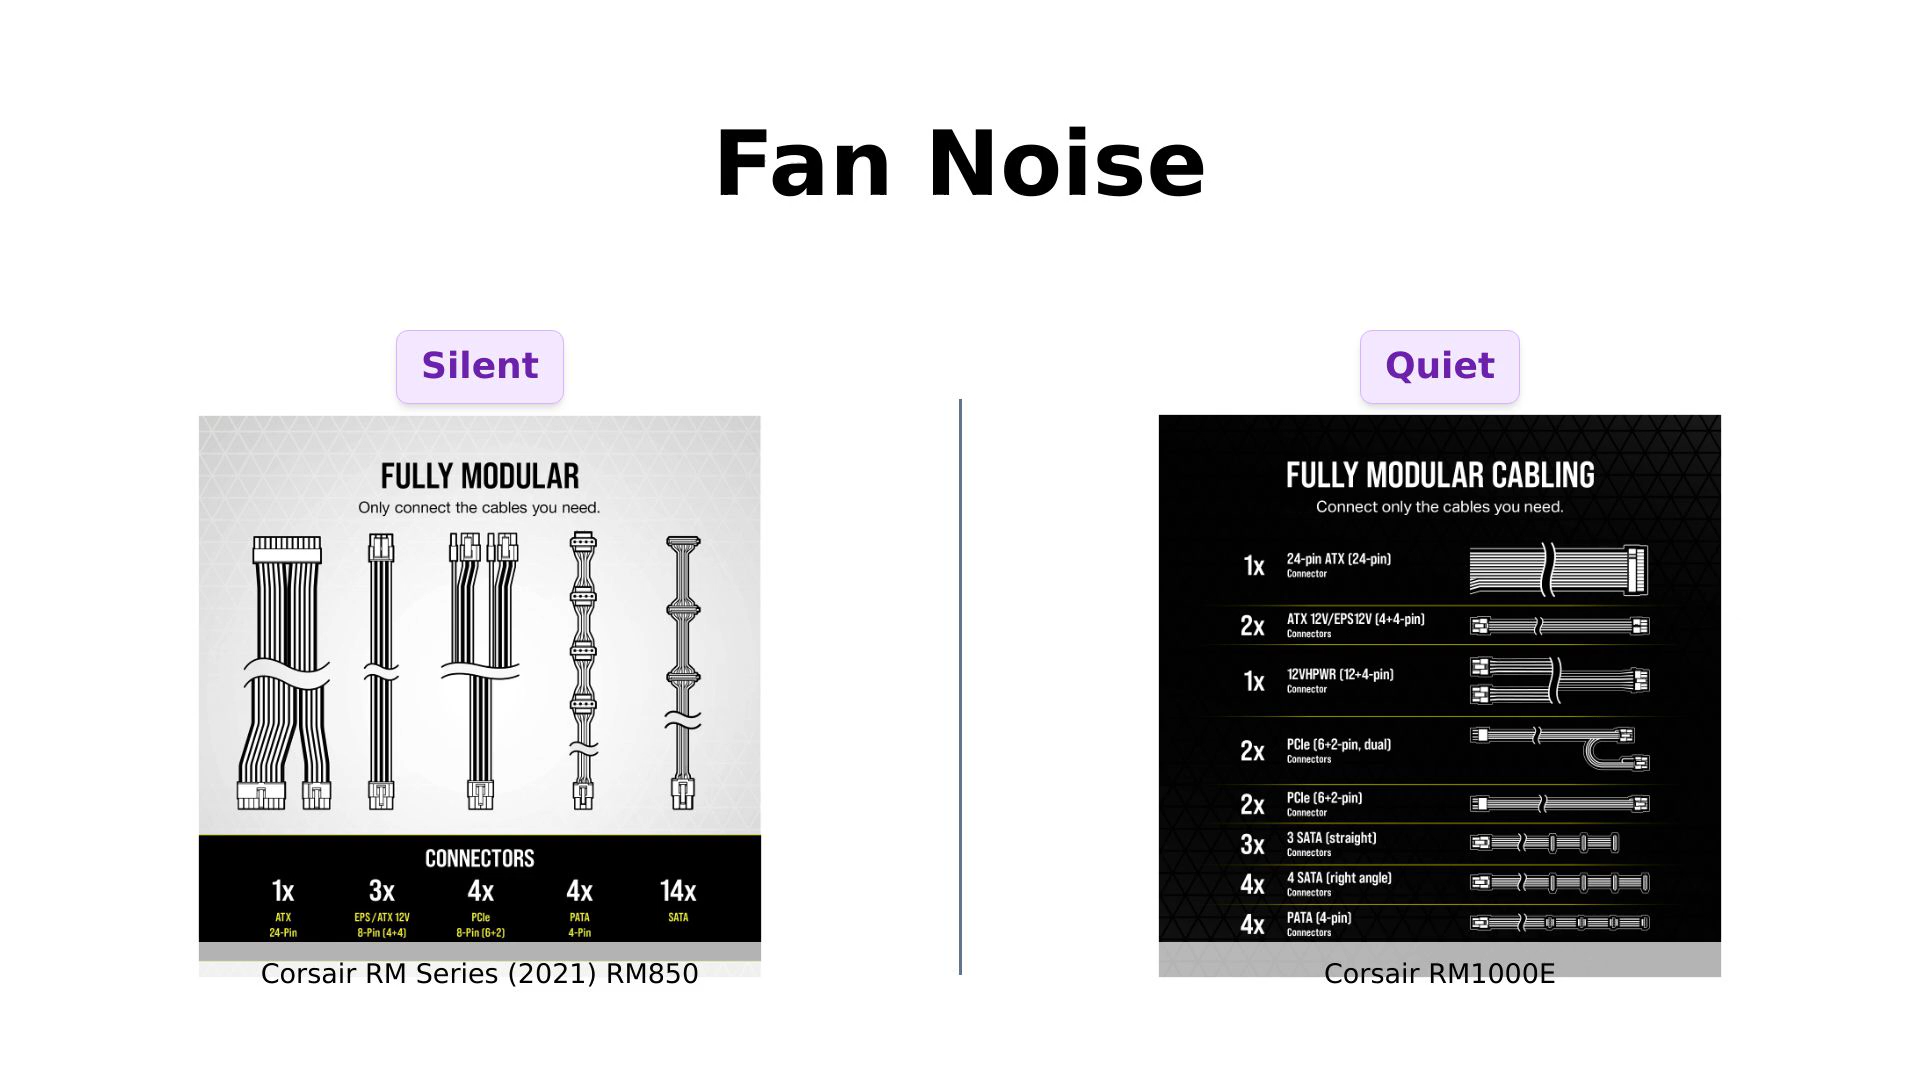 Fan Noise
Silent
FULLY MODULAR
Only connect the cables you need.
CONNECTORS
1x 3x 4x 4x 14x
ATX EPS/ATX 12V PCIe PATA SATA
24-Pin 8-Pin (4+4) 8-Pin (6+2) 4-Pin
Corsair RM Series (2021) RM850
Quiet
FULLY MODULAR CABLING
Connect only the cables you need.
1x 24-pin ATX (24-pin)
Connector
2x ATX 12V/EPS12V (4+4-pin)
Connectors
1x 12VHPWR (12+4-pin)
Connector
2x PCIe (6+2-pin, dual)
Connectors
2x PCIe (6+2-pin)
Connector
3x 3 SATA (straight)
Connectors
4x 4 SATA (right angle)
Connectors
4x PATA (4-pin)
Connectors
Corsair RM1000E